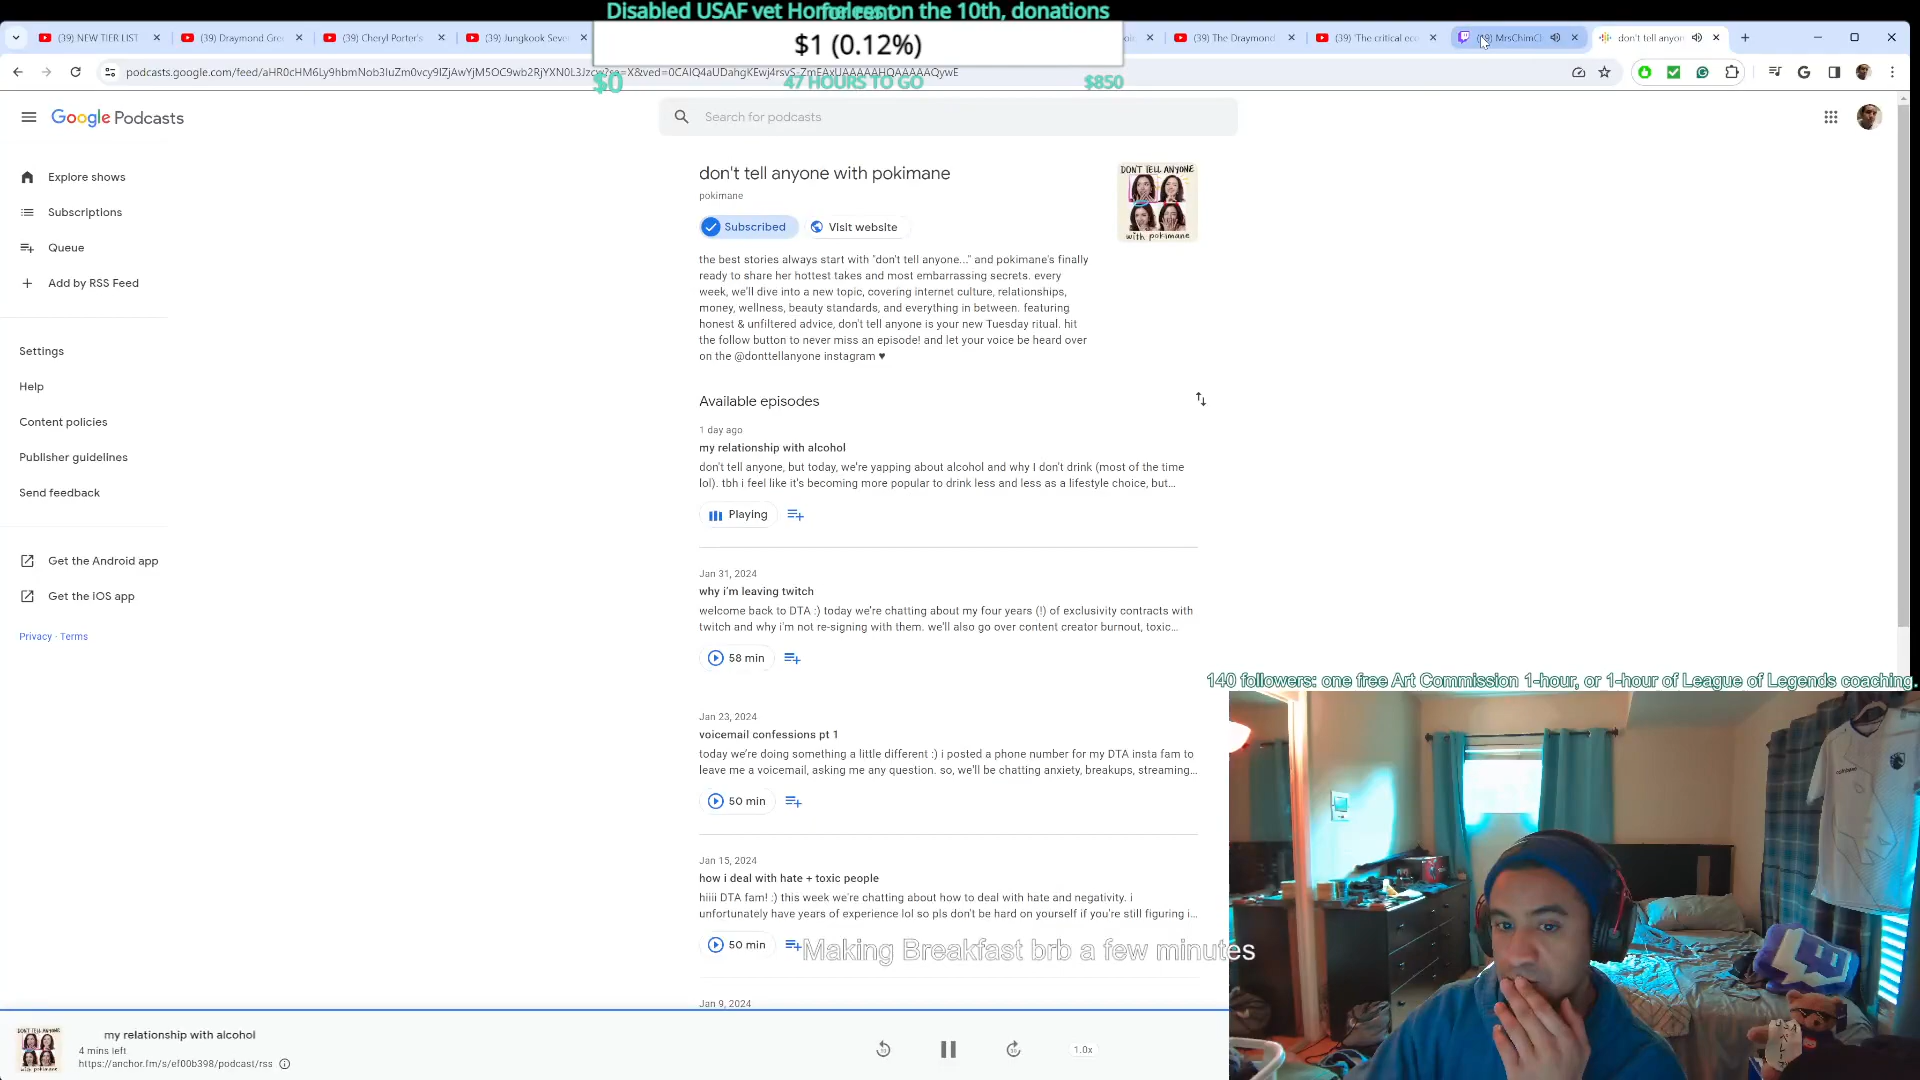 Disabled USAF vet Homeless on the 10th, donations
(39) NEW TIER LIST
(39) Draymond Gre
(39) Cheryl Porter's
(39) Jungkook Seve
$1 (0.12%)
(39) The Draymond
(39) 'The critical eco
MrsChimCl
don't tell anyon
$0
47 HOURS TO GO
$850
Google Podcasts
Search for podcasts
Explore shows
Subscriptions
Queue
Add by RSS Feed
Settings
Help
Content policies
Publisher guidelines
Send feedback
Get the Android app
Get the iOS app
Privacy · Terms
don't tell anyone with pokimane
pokimane
Subscribed
Visit website
DON'T TELL ANYONE
with pokimane
the best stories always start with "don't tell anyone..." and pokimane's finally
ready to share her hottest takes and most embarrassing secrets. every
week, we'll dive into a new topic, covering internet culture, relationships,
money, wellness, beauty standards, and everything in between. featuring
honest & unfiltered advice, don't tell anyone is your new Tuesday ritual. hit
the follow button to never miss an episode! and let your voice be heard over
on the @donttellanyone instagram ♥
Available episodes
1 day ago
my relationship with alcohol
don't tell anyone, but today, we're yapping about alcohol and why I don't drink (most of the time
lol). tbh i feel like it's becoming more popular to drink less and less as a lifestyle choice, but...
Playing
Jan 31, 2024
why i'm leaving twitch
welcome back to DTA :) today we're chatting about my four years (!) of exclusivity contracts with
twitch and why i'm not re-signing with them. we'll also go over content creator burnout, toxic...
58 min
140 followers: one free Art Commission 1-hour, or 1-hour of League of Legends coaching.
Jan 23, 2024
voicemail confessions pt 1
today we're doing something a little different :) i posted a phone number for my DTA insta fam to
leave me a voicemail, asking me any question. so, we'll be chatting anxiety, breakups, streaming...
50 min
Jan 15, 2024
how i deal with hate + toxic people
hiiii DTA fam! :) this week we're chatting about how to deal with hate and negativity. i
unfortunately have years of experience lol so pls don't be hard on yourself if you're still figuring i...
50 min
Making Breakfast brb a few minutes
Jan 9, 2024
DON'T TELL ANYONE
with pokimane
my relationship with alcohol
4 mins left
https://anchor.fm/s/ef00b398/podcast/rss
1.0x